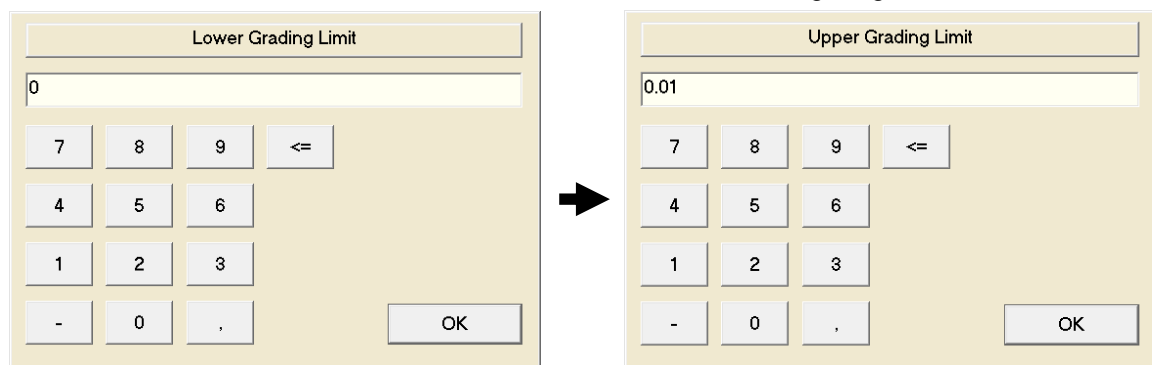 Lower Grading Limit
0
7 8 9 <=
4 5 6
1 2 3
- 0 , OK
Upper Grading Limit
0.01
7 8 9 <=
4 5 6
1 2 3
- 0 , OK